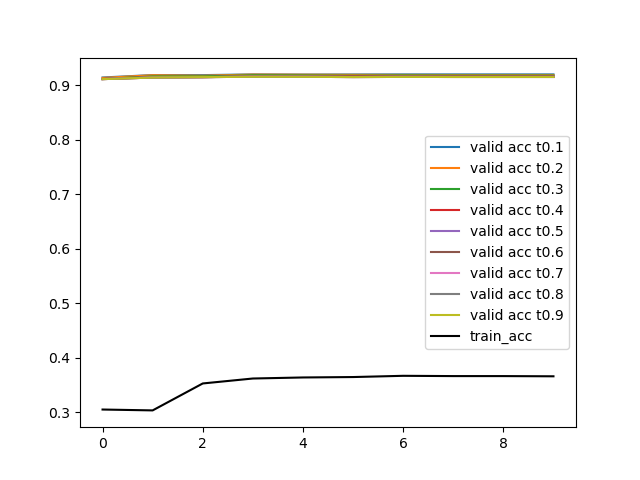 0.9
0.8
0.7
0.6
0.5
0.4
0.3
0
2
4
6
8
valid acc t0.1
valid acc t0.2
valid acc t0.3
valid acc t0.4
valid acc t0.5
valid acc t0.6
valid acc t0.7
valid acc t0.8
valid acc t0.9
train_acc